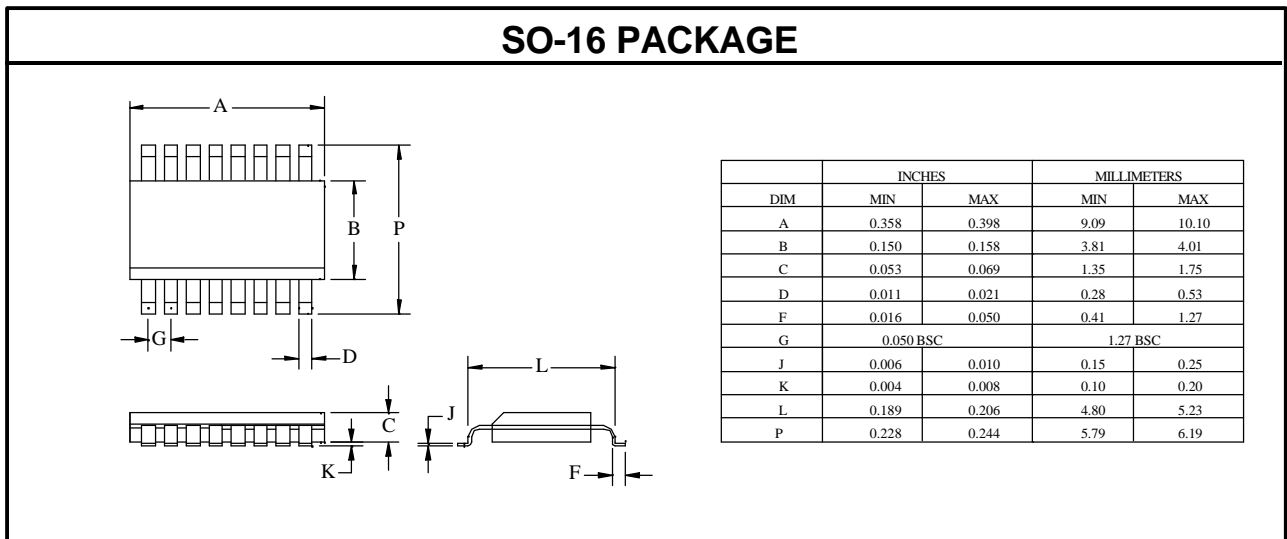 SO-16 PACKAGE
A
B
P
G
D
L
J
C
K
F
INCHES MILLIMETERS
DIM MIN MAX MIN MAX
A 0.358 0.398 9.09 10.10
B 0.150 0.158 3.81 4.01
C 0.053 0.069 1.35 1.75
D 0.011 0.021 0.28 0.53
F 0.016 0.050 0.41 1.27
G 0.050 BSC 1.27 BSC
J 0.006 0.010 0.15 0.25
K 0.004 0.008 0.10 0.20
L 0.189 0.206 4.80 5.23
P 0.228 0.244 5.79 6.19